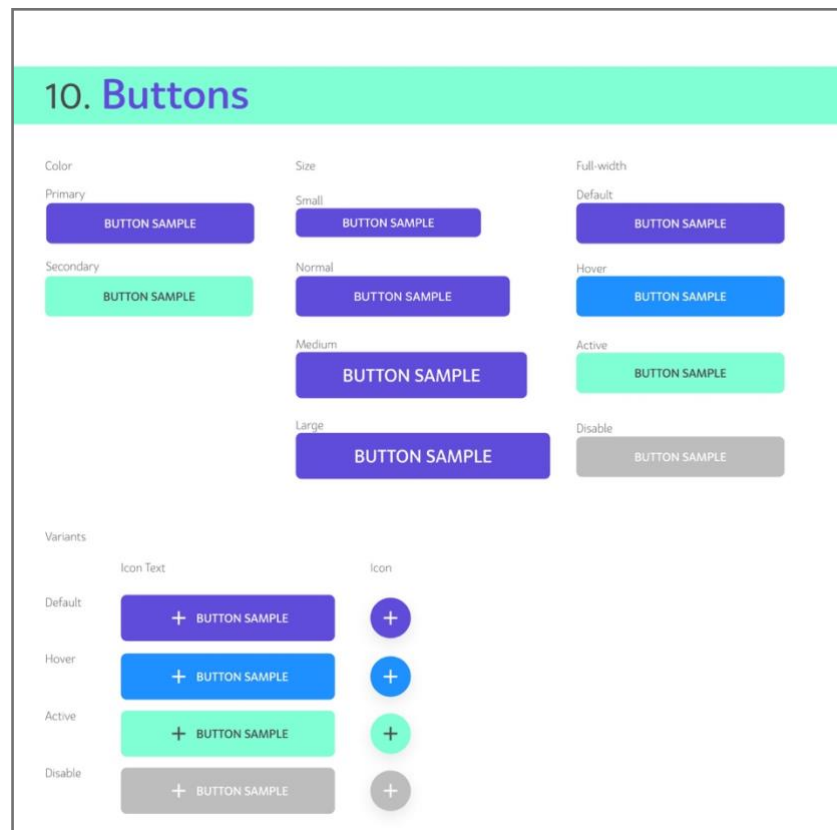 10. Buttons
Color
Primary
BUTTON SAMPLE
Secondary
BUTTON SAMPLE
Size
Small
BUTTON SAMPLE
Normal
BUTTON SAMPLE
Medium
BUTTON SAMPLE
Large
BUTTON SAMPLE
Full-width
Default
BUTTON SAMPLE
Hover
BUTTON SAMPLE
Active
BUTTON SAMPLE
Disable
BUTTON SAMPLE
Variants
Icon Text
Icon
Default
+ BUTTON SAMPLE
+
Hover
+ BUTTON SAMPLE
+
Active
+ BUTTON SAMPLE
+
Disable
+ BUTTON SAMPLE
+